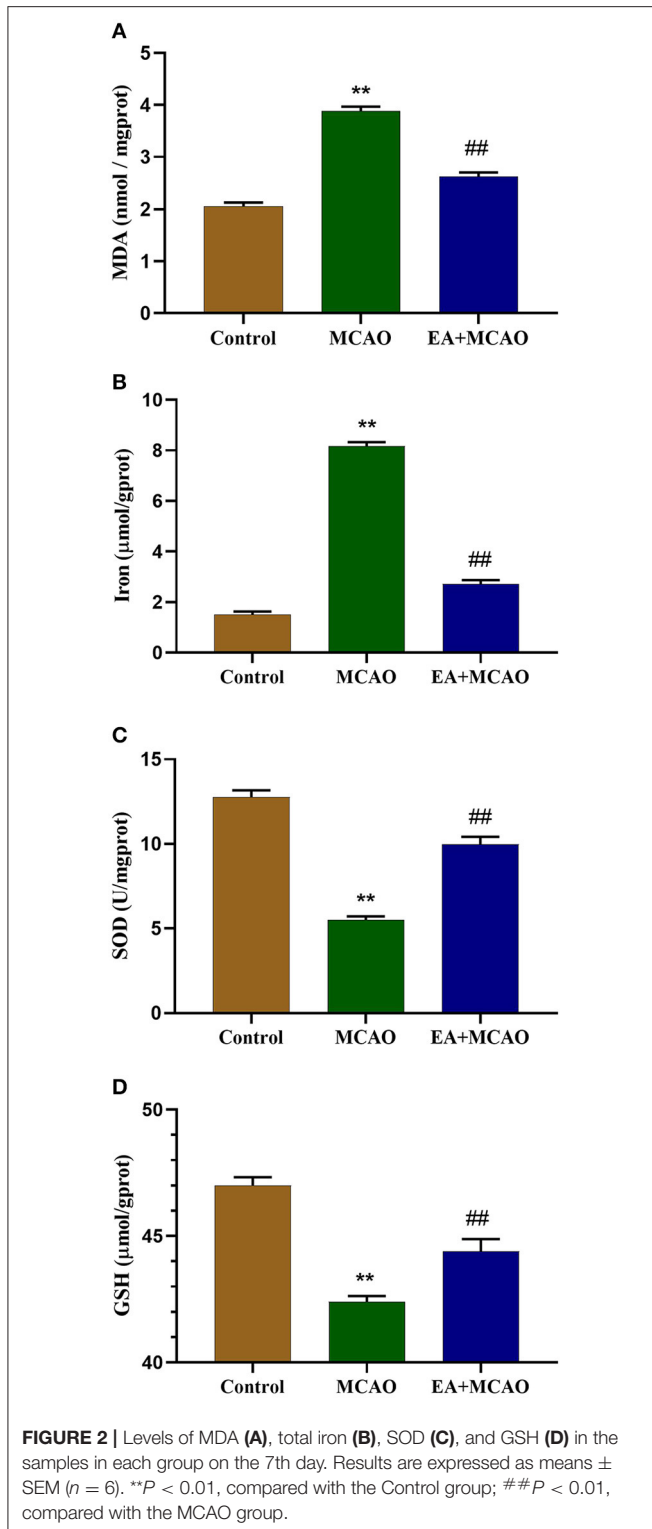 A
MDA (nmol / mgprot)
5
4
3
2
1
0
**
##
Control MCAO EA+MCAO
B
Iron (μmol/gprot)
10
8
6
4
2
0
**
##
Control MCAO EA+MCAO
C
SOD (U/mgprot)
15
10
5
0
**
##
Control MCAO EA+MCAO
D
GSH (μmol/gprot)
50
45
40
**
##
Control MCAO EA+MCAO
FIGURE 2 | Levels of MDA (A), total iron (B), SOD (C), and GSH (D) in the
samples in each group on the 7th day. Results are expressed as means ±
SEM (n = 6). **P < 0.01, compared with the Control group; ##P < 0.01,
compared with the MCAO group.